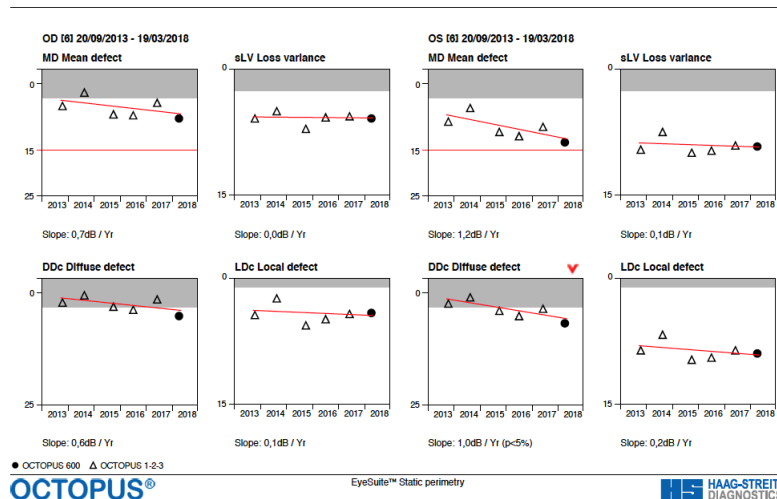 OD [6] 20/09/2013 - 19/03/2018
MD Mean defect
0
15
25
2013 2014 2015 2016 2017 2018
Slope: 0,7dB / Yr
sLV Loss variance
0
15
2013 2014 2015 2016 2017 2018
Slope: 0,0dB / Yr
OS [6] 20/09/2013 - 19/03/2018
MD Mean defect
0
15
25
2013 2014 2015 2016 2017 2018
Slope: 1,2dB / Yr
sLV Loss variance
0
15
2013 2014 2015 2016 2017 2018
Slope: 0,1dB / Yr
DDc Diffuse defect
0
25
2013 2014 2015 2016 2017 2018
Slope: 0,6dB / Yr
LDc Local defect
0
15
2013 2014 2015 2016 2017 2018
Slope: 0,1dB / Yr
DDc Diffuse defect
0
25
2013 2014 2015 2016 2017 2018
Slope: 1,0dB / Yr (p<5%)
LDc Local defect
0
15
2013 2014 2015 2016 2017 2018
Slope: 0,2dB / Yr
● OCTOPUS 600 △ OCTOPUS 1-2-3
OCTOPUS®
EyeSuite™ Static perimetry
HS HAAG-STREIT
DIAGNOSTICS